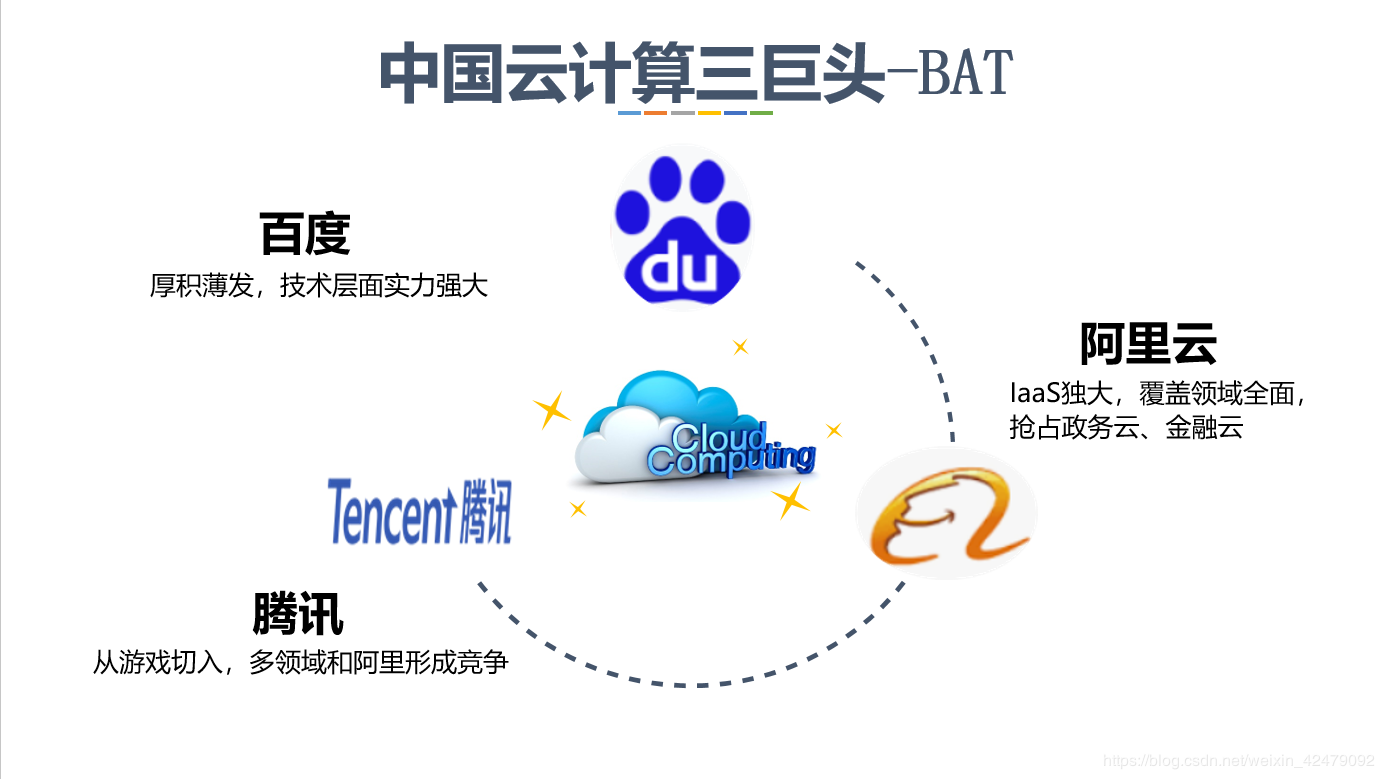 中国云计算三巨头-BAT
du
百度
厚积薄发，技术层面实力强大
阿里云
IaaS独大，覆盖领域全面，
抢占政务云、金融云
Cloud
Computing
Tencent腾讯
腾讯
从游戏切入，多领域和阿里形成竞争
https://blog.csdn.net/weixin_42479092